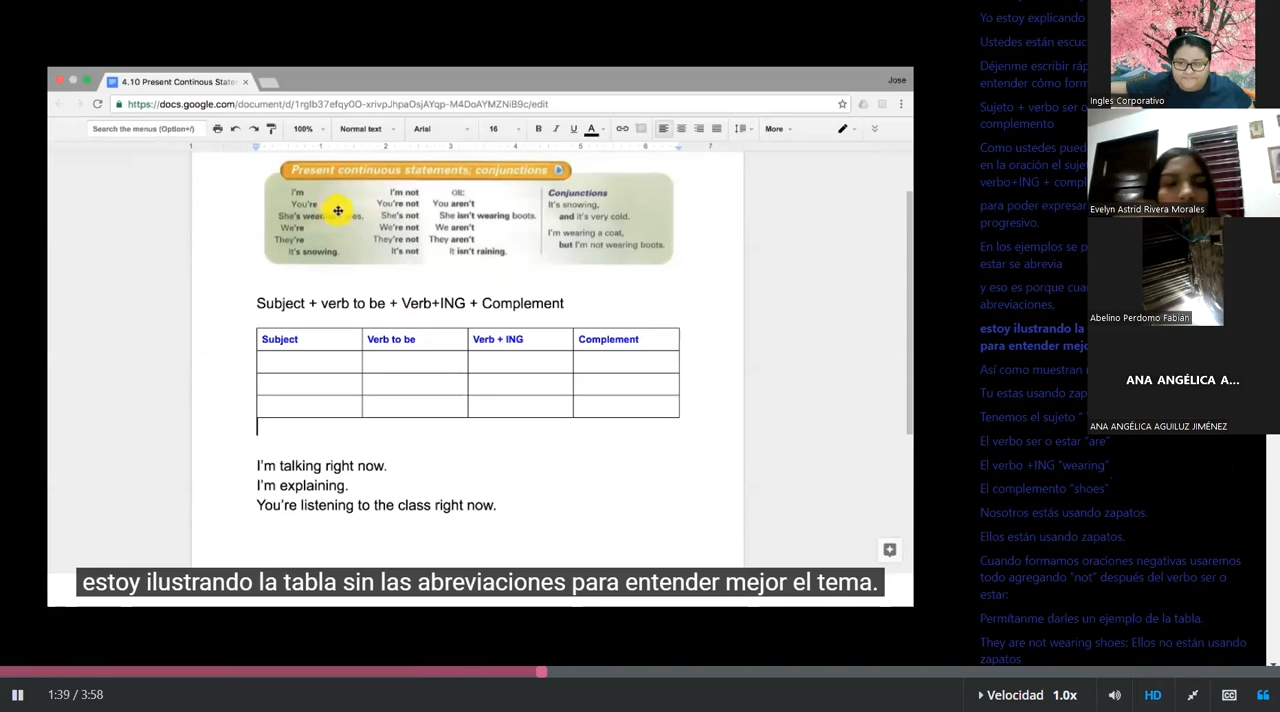 4.10 Present Continous State
Jose
https://docs.google.com/document/d/1rgIb37efqy0O-xrivpJhpaOsjAYqp-M4DoAYMZNiB9c/edit
Search the menus (Option+/)
100%
Normal text
Arial
16
B I U A
More
1 1 2 3 4 5 6 7
Present continuous statements; conjunctions
I'm I'm not OR: Conjunctions
You're You're not You aren't It's snowing,
She's wear es. She's not She isn't wearing boots. and it's very cold.
We're We're not We aren't I'm wearing a coat,
They're They're not They aren't but I'm not wearing boots.
It's snowing. It's not It isn't raining.
Subject + verb to be + Verb+ING + Complement
Subject Verb to be Verb + ING Complement
I'm talking right now.
I'm explaining.
You're listening to the class right now.
estoy ilustrando la tabla sin las abreviaciones para entender mejor el tema.
Yo estoy explicando
Ustedes están escuc
Déjenme escribir ráp
entender cómo form
Sujeto + verbo ser o
complemento
Como ustedes pued
en la oración el suje
verbo+ING + compl
para poder expresar
progresivo.
En los ejemplos se p
estar se abrevia
y eso es porque cua
abreviaciones.
estoy ilustrando la
para entender mejo
Así como muestran
Tu estas usando zap
Tenemos el sujeto "
El verbo ser o estar "are"
El verbo +ING "wearing"
El complemento "shoes"
Nosotros estás usando zapatos.
Ellos están usando zapatos.
Cuando formamos oraciones negativas usaremos
todo agregando "not" después del verbo ser o
estar:
Permítanme darles un ejemplo de la tabla.
They are not wearing shoes: Ellos no están usando
zapatos
Ingles Corporativo
Evelyn Astrid Rivera Morales
Abelino Perdomo Fabián
ANA ANGÉLICA A...
ANA ANGÉLICA AGUILUZ JIMÉNEZ
1:39 / 3:58
Velocidad 1.0x
HD
CC